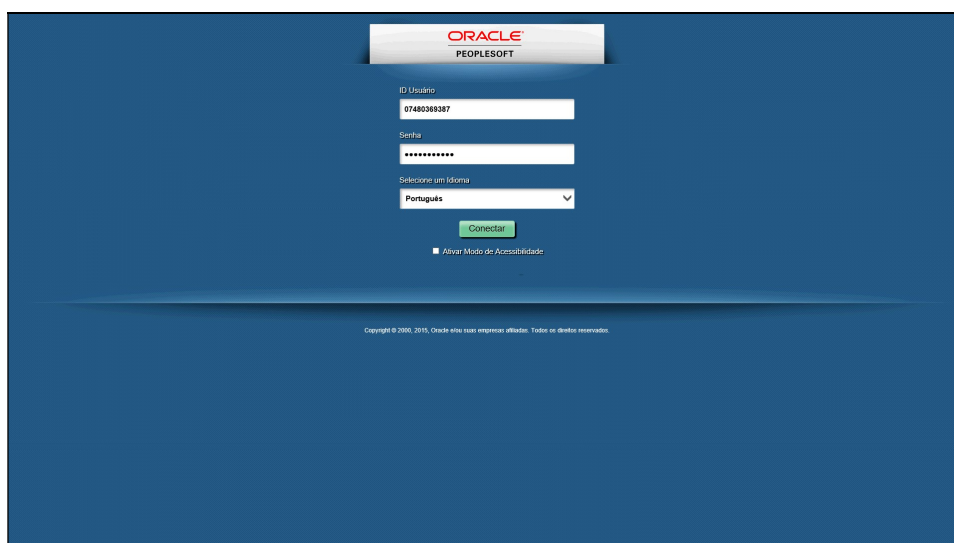 ORACLE®
PEOPLESOFT
ID Usuário
07480369387
Senha
•••••••••••
Selecione um Idioma
Português
Conectar
Ativar Modo de Acessibilidade
Copyright © 2000, 2015, Oracle e/ou suas empresas afiliadas. Todos os direitos reservados.